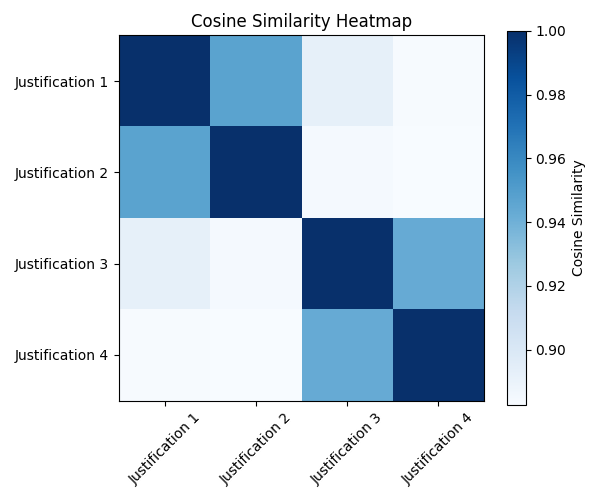 Cosine Similarity Heatmap
Justification 1
Justification 2
Justification 3
Justification 4
Justification 1
Justification 2
Justification 3
Justification 4
1.00
0.98
0.96
0.94
0.92
0.90
Cosine Similarity